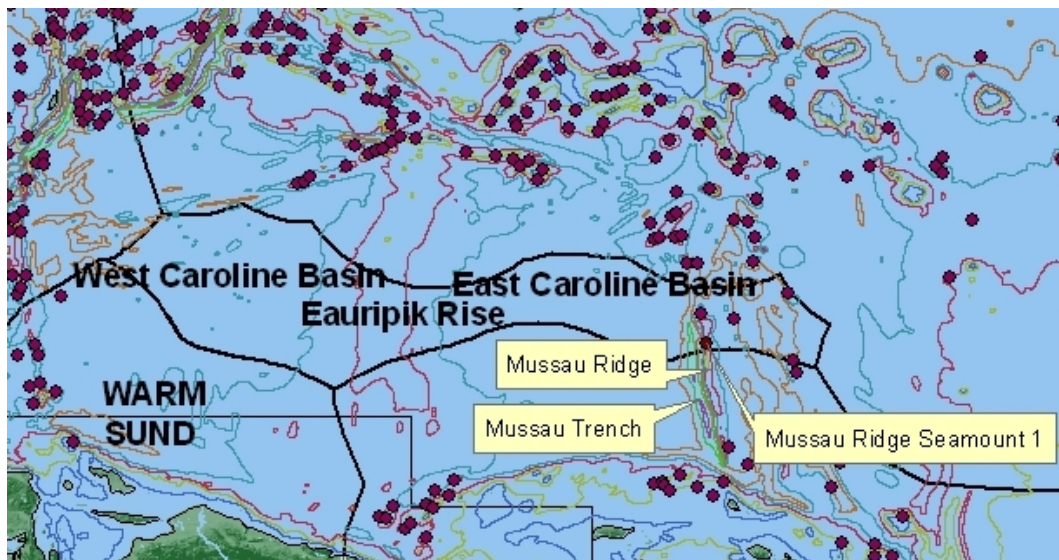 West Caroline Basin
East Caroline Basin
Eauripik Rise
Mussau Ridge
WARM
SUND
Mussau Trench
Mussau Ridge Seamount 1